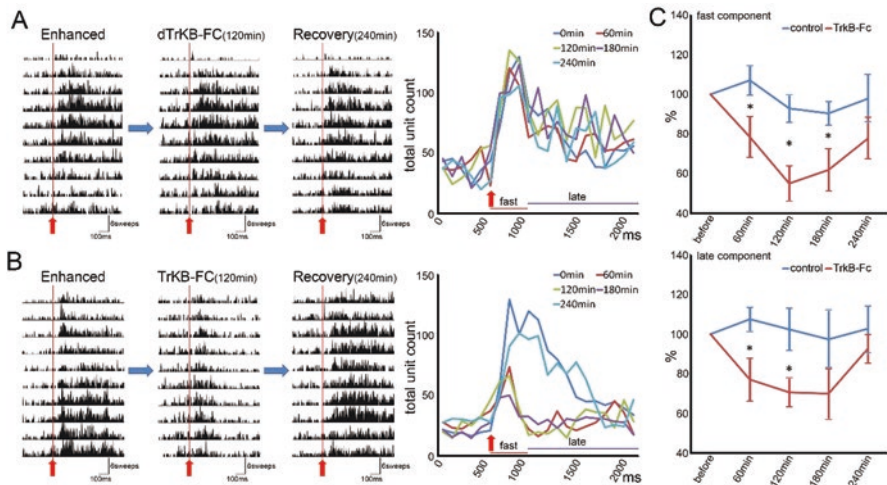 A
Enhanced
dTrKB-FC(120min)
Recovery(240min)
6sweeps
100ms
6sweeps
100ms
6sweeps
100ms
total unit count
150
100
50
0
0min
60min
120min
180min
240min
fast
late
0
500
1000
1500
2000
ms
B
Enhanced
TrKB-FC(120min)
Recovery(240min)
6sweeps
100ms
6sweeps
100ms
6sweeps
100ms
total unit count
150
100
50
0
0min
60min
120min
180min
240min
fast
late
0
500
1000
1500
2000
ms
C
fast component
control
TrkB-Fc
140
120
100
80
60
40
%
*
*
*
before
60min
120min
180min
240min
late component
control
TrkB-Fc
140
120
100
80
60
40
%
*
*
before
60min
120min
180min
240min